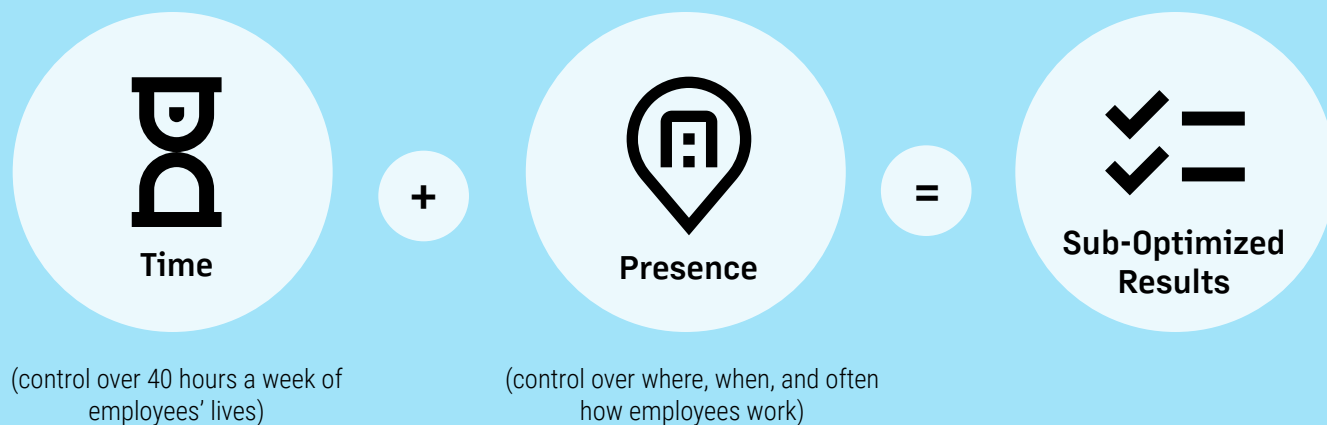 Time
+
Presence
=
Sub-Optimized
Results
(control over 40 hours a week of
employees’ lives)
(control over where, when, and often
how employees work)